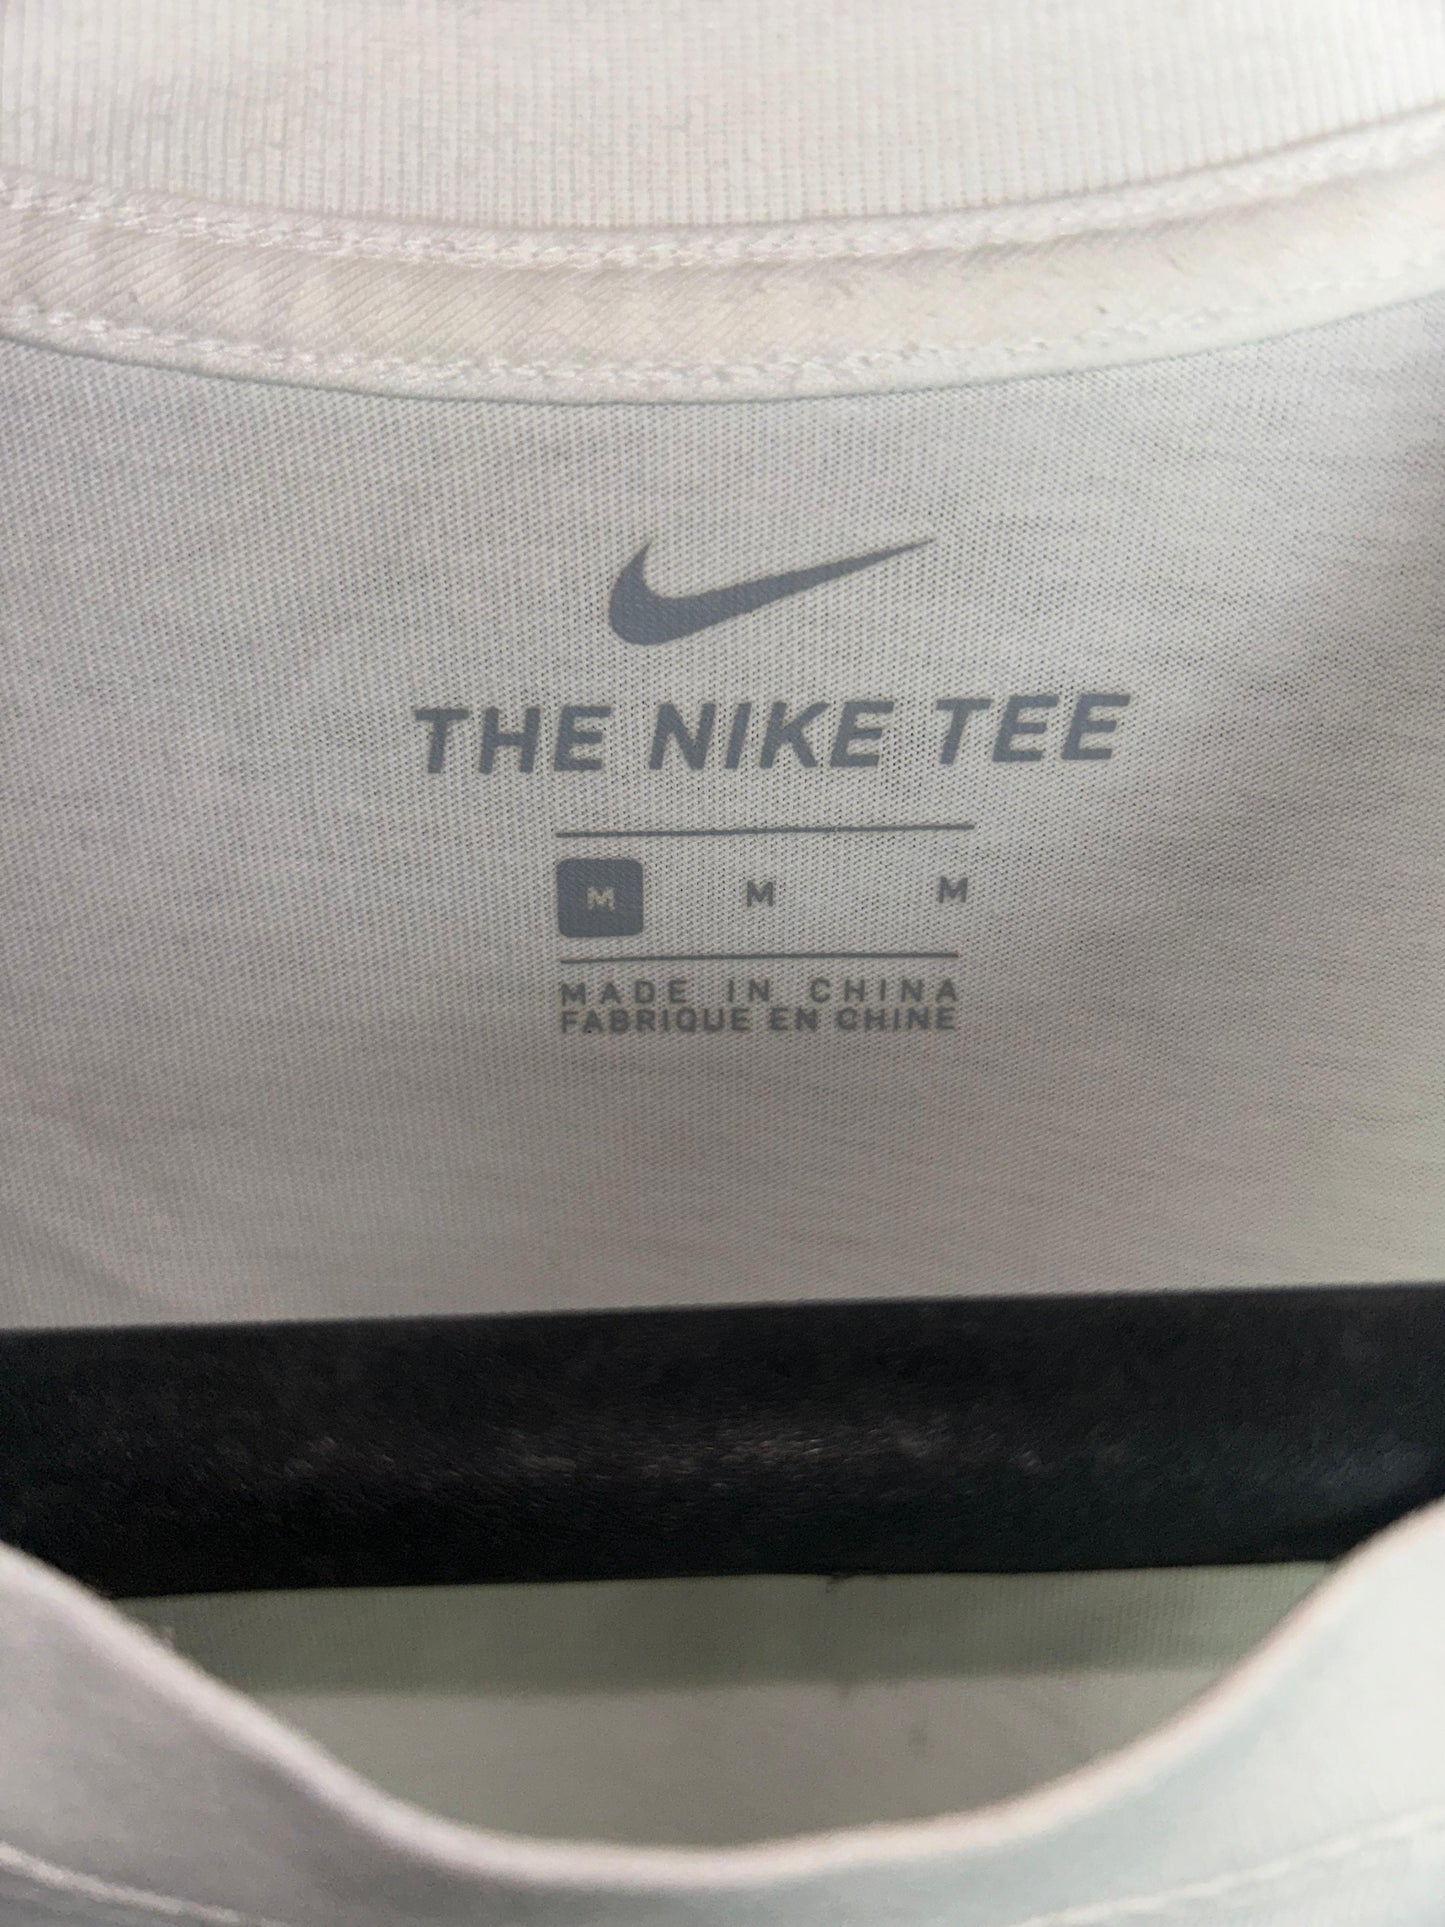 THE NIKE TEE
M M M
MADE IN CHINA
FABRIQUE EN CHINE